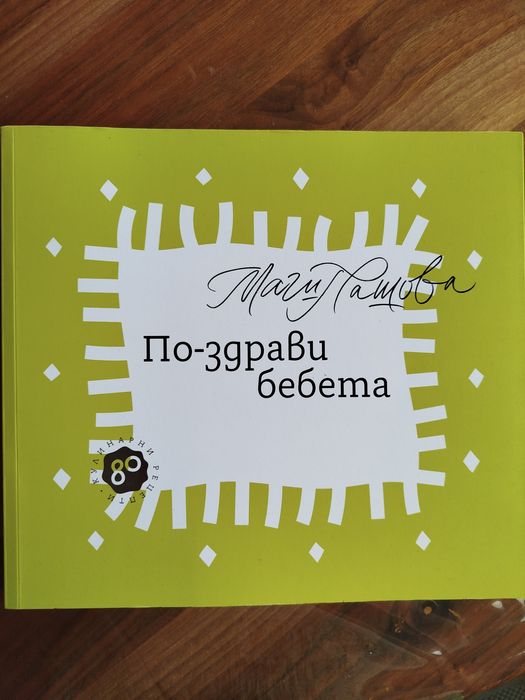 Маги Пашова
По-здрави
бебета
80
КУЛИНАРНИ РЕЦЕПТИ